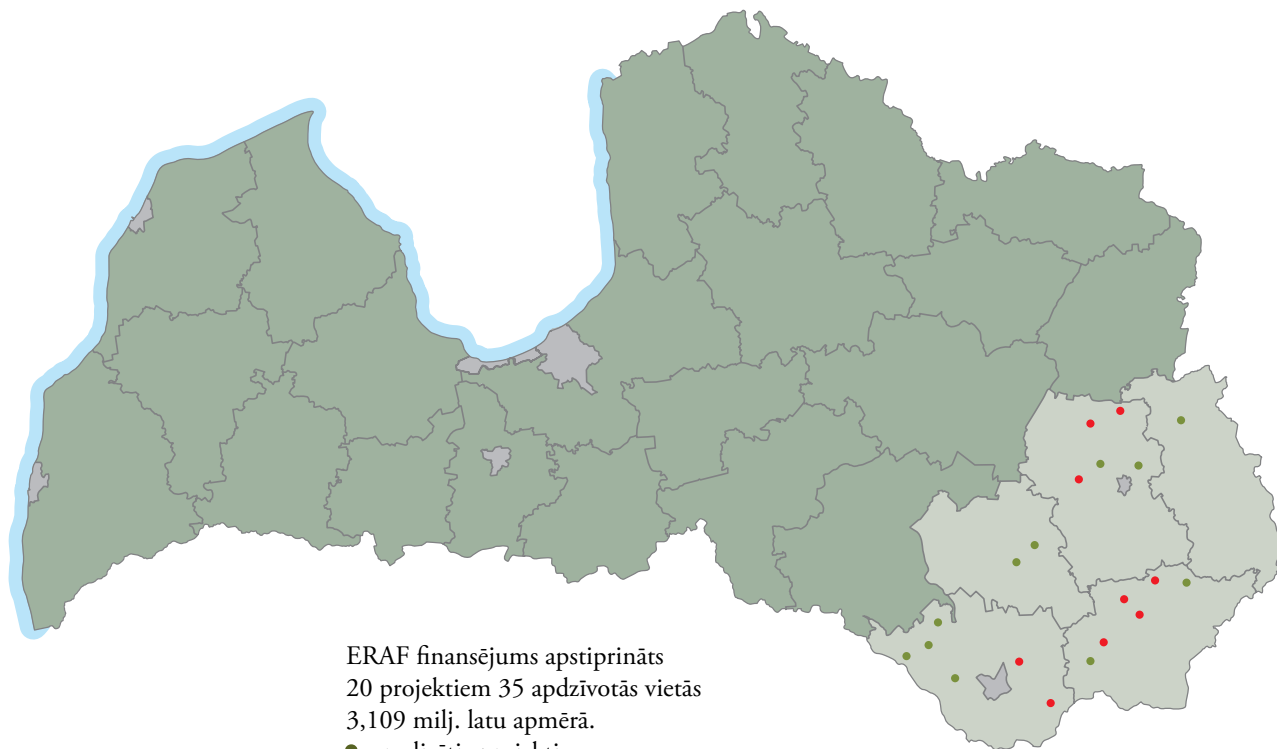 ERAF finansējums apstiprināts
20 projektiem 35 apdzīvotās vietās
3,109 milj. latu apmērā.